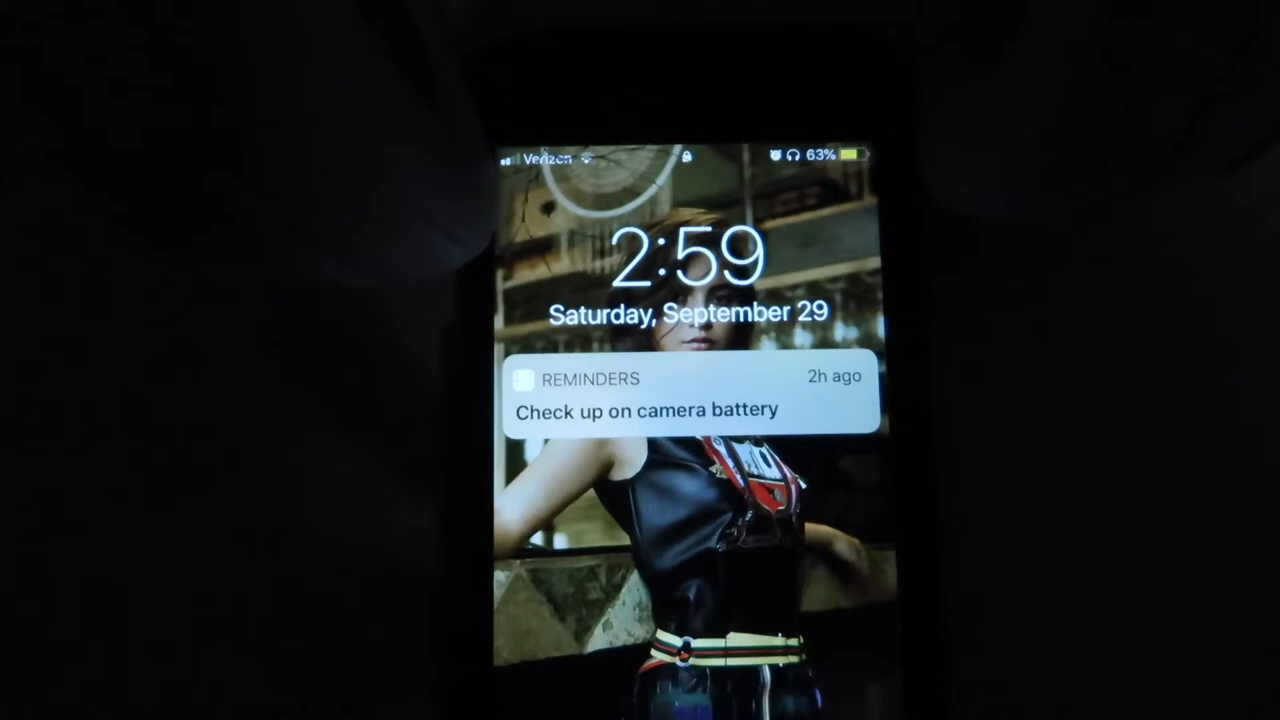 Verizon 63%
2:59
Saturday, September 29
REMINDERS 2h ago
Check up on camera battery